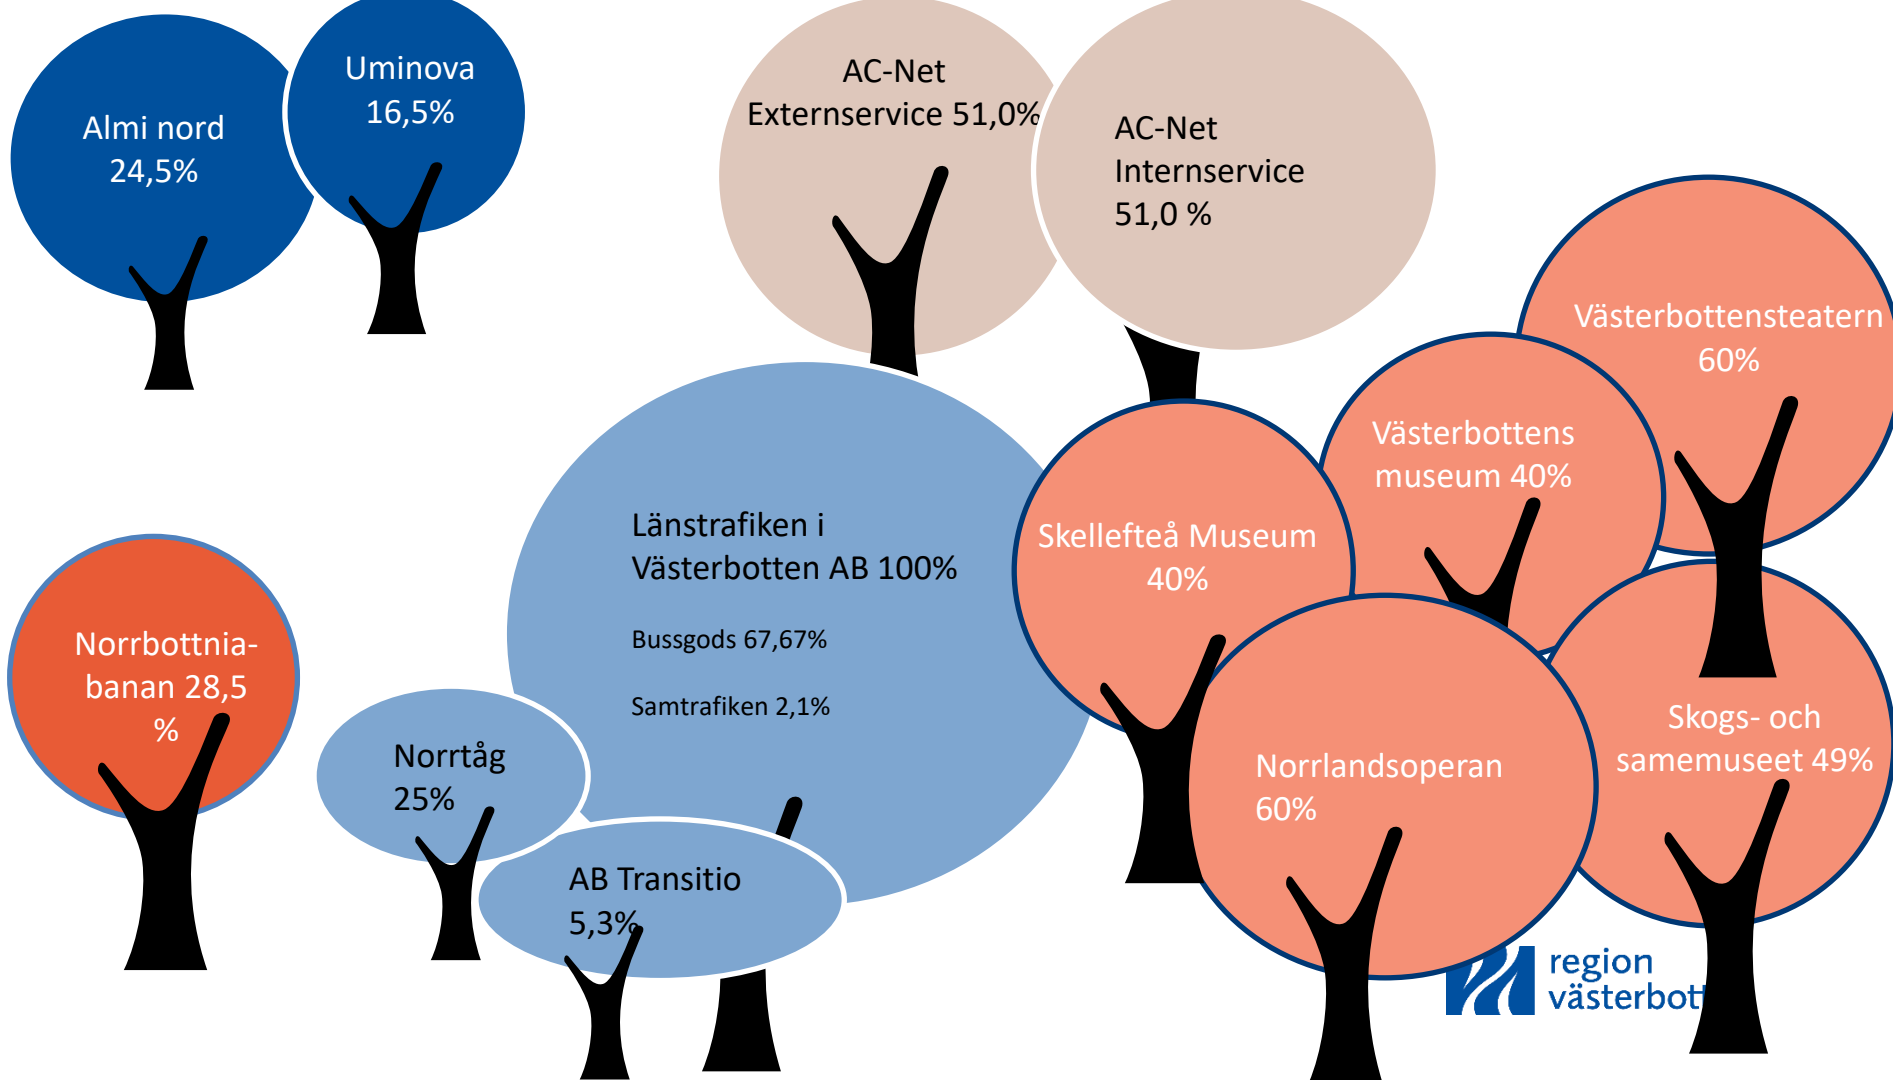 Almi nord
24,5%
Uminova
16,5%
AC-Net
Externservice 51,0%
AC-Net
Internservice
51,0 %
Västerbottensteatern
60%
Västerbottens
museum 40%
Skellefteå Museum
40%
Länstrafiken i
Västerbotten AB 100%
Bussgods 67,67%
Samtrafiken 2,1%
Norrbottnia-
banan 28,5
%
Norrtåg
25%
AB Transitio
5,3%
Norrlandsoperan
60%
Skogs- och
samemuseet 49%
region
västerbott